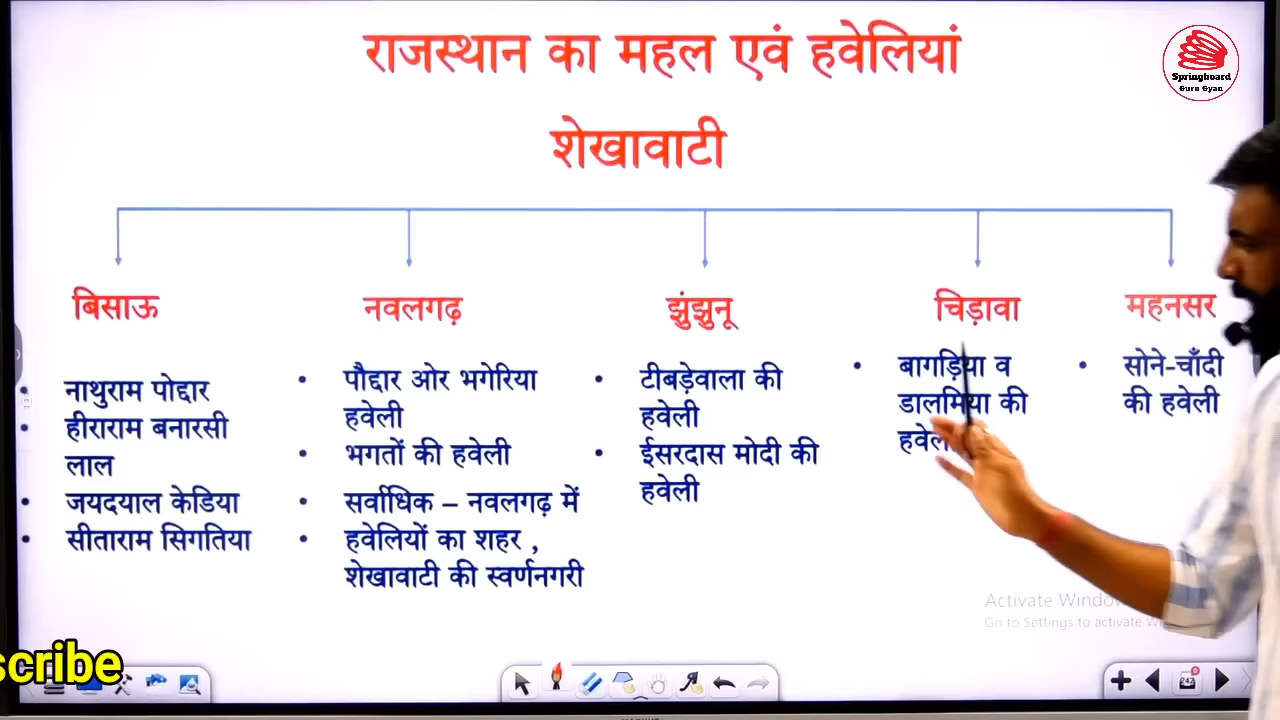 राजस्थान का महल एवं हवेलियां
Springboard
Guru Gyan
शेखावाटी
बिसाऊ
नाथुराम पोद्दार
हीराराम बनारसी
लाल
जयदयाल केडिया
सीताराम सिगतिया
नवलगढ़
पौद्दार ओर भगेरिया
हवेली
भगतों की हवेली
सर्वाधिक – नवलगढ़ में
हवेलियों का शहर ,
शेखावाटी की स्वर्णनगरी
झुंझुनू
टीबड़ेवाला की
हवेली
ईसरदास मोदी की
हवेली
चिड़ावा
बागड़िया व
डालमिया की
महनसर
सोने-चाँदी
की हवेली
Activate
Go to Settings to activate
scribe